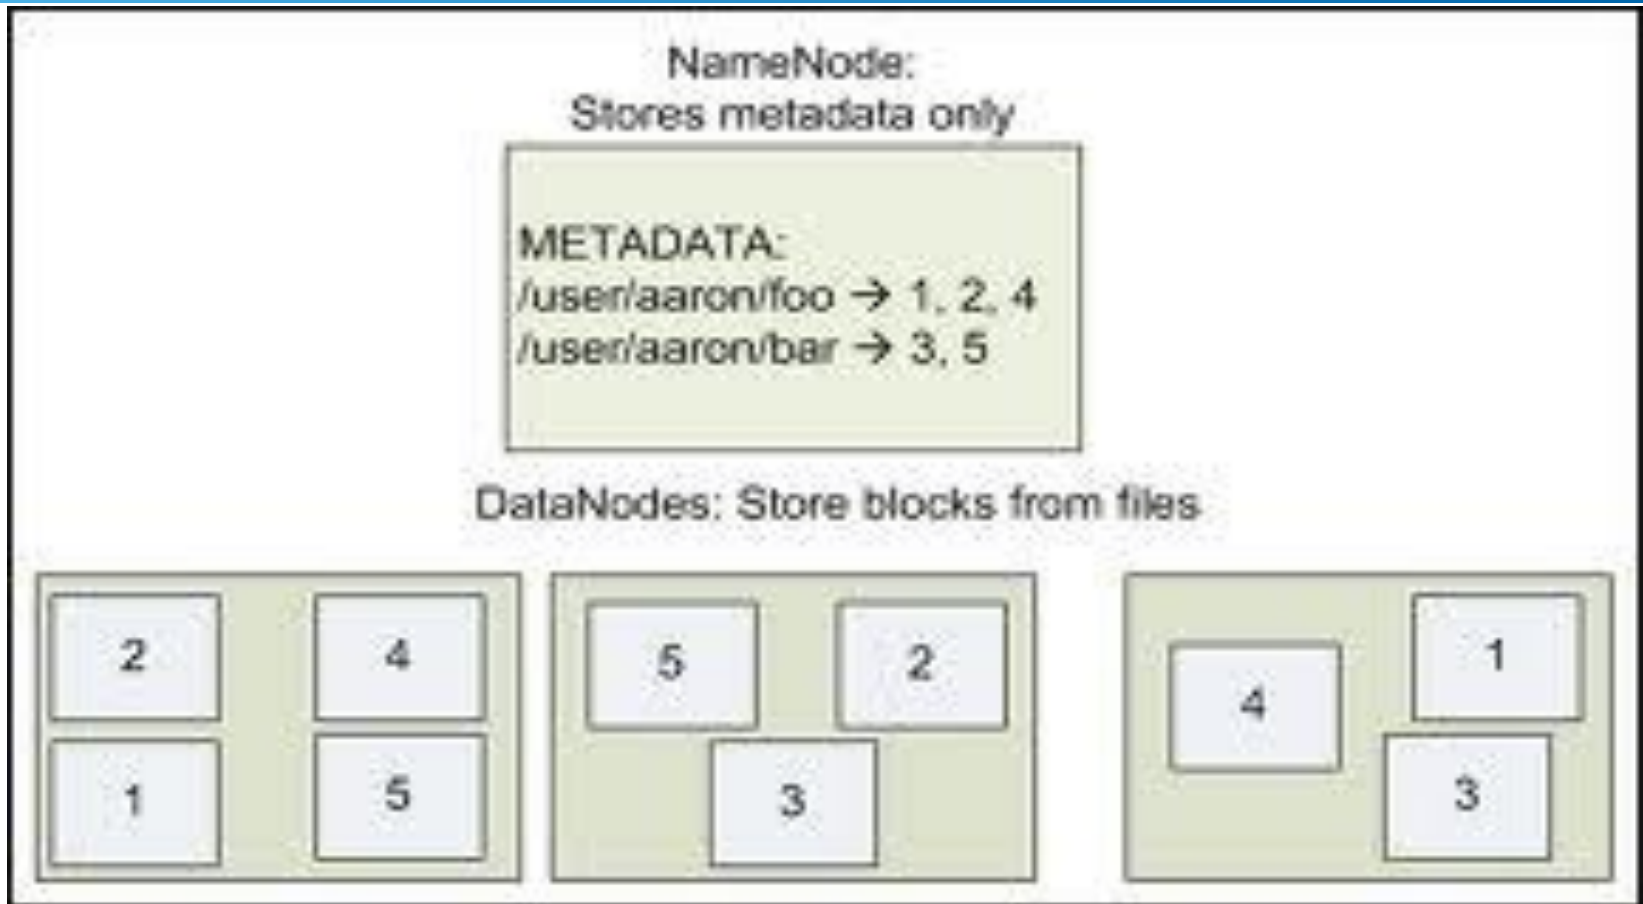 NameNode:
Stores metadata only
METADATA:
/user/aaron/foo → 1, 2, 4
/user/aaron/bar → 3, 5
DataNodes: Store blocks from files
2 4
1 5
5 2
3
1
4
3